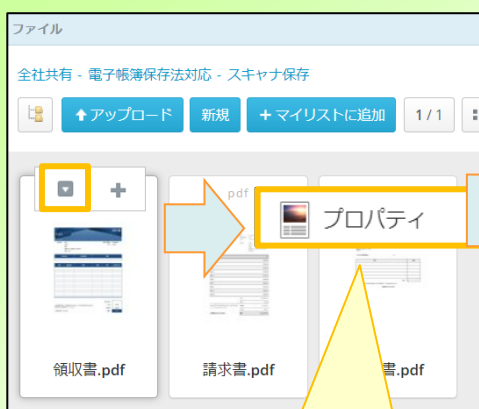 ファイル
全社共有 - 電子帳簿保存法対応 - スキャナ保存
アップロード 新規 + マイリストに追加 1 / 1
pdf
プロパティ
領収書.pdf 請求書.pdf 書.pdf